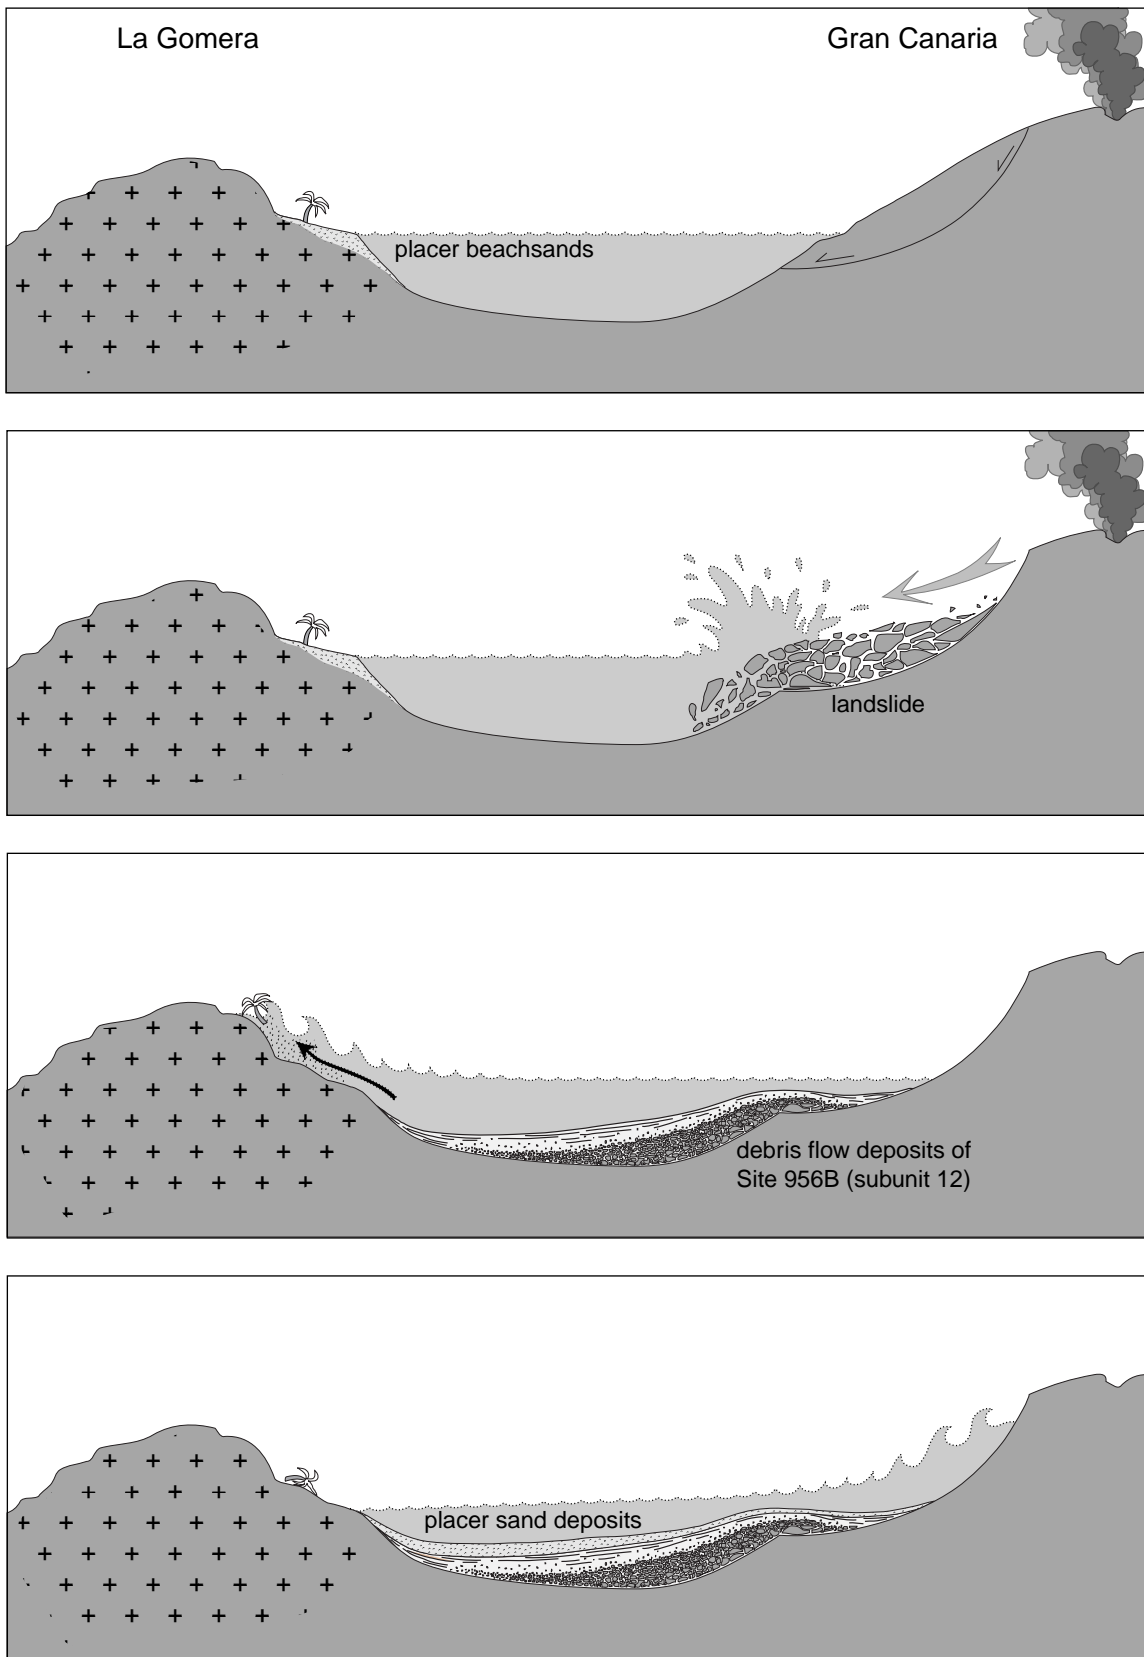 La Gomera
Gran Canaria
placer beachsands
landslide
debris flow deposits of
Site 956B (subunit 12)
placer sand deposits